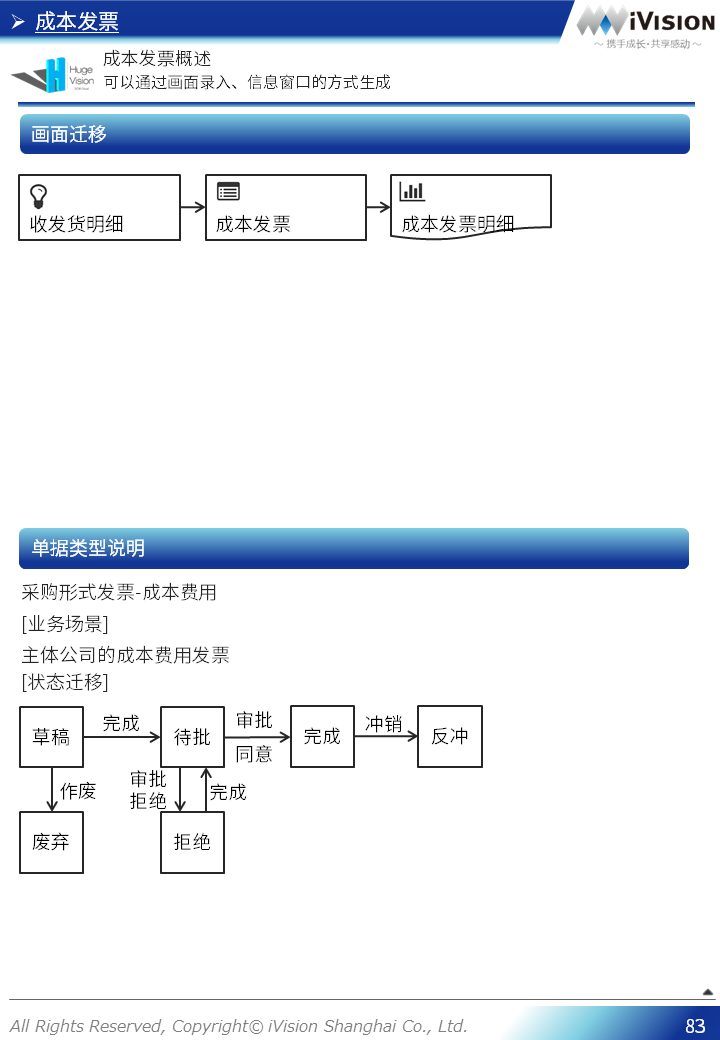 成本发票
iVISION
～ 携手成长·共享感动 ～
Huge
Vision
成本发票概述
可以通过画面录入、信息窗口的方式生成
画面迁移
收发货明细
成本发票
成本发票明细
单据类型说明
采购形式发票-成本费用
[业务场景]
主体公司的成本费用发票
[状态迁移]
草稿
完成
待批
审批
同意
完成
冲销
反冲
作废
审批
拒绝
完成
废弃
拒绝
All Rights Reserved, Copyright© iVision Shanghai Co., Ltd.
83